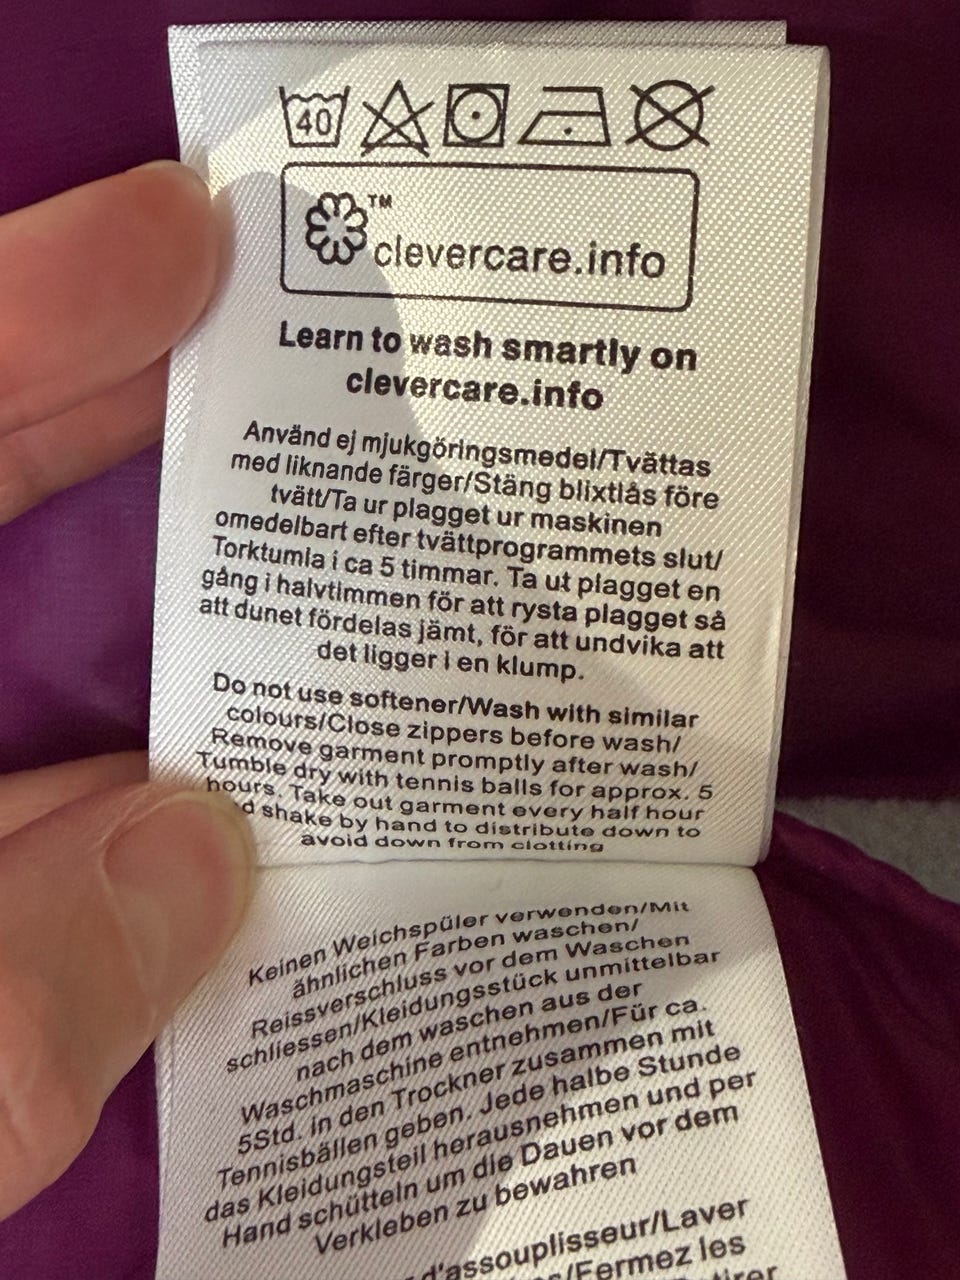 40
TM
clevercare.info
Learn to wash smartly on
clevercare.info
Använd ej mjukgöringsmedel/Tvättas
med liknande färger/Stäng blixtlås före
tvätt/Ta ur plagget ur maskinen
omedelbart efter tvättprogrammets slut/
Torktumla i ca 5 timmar. Ta ut plagget en
gång i halvtimmen för att rysta plagget så
att dunet fördelas jämt, för att undvika att
det ligger i en klump.
Do not use softener/Wash with similar
colours/Close zippers before wash/
Remove garment promptly after wash/
Tumble dry with tennis balls for approx. 5
hours. Take out garment every half hour
shake by hand to distribute down to
avoid down from clotting
Keinen Weichspüler verwenden/Mit
ähnlichen Farben waschen/
Reissverschluss vor dem Waschen
schliessen/Kleidungsstück unmittelbar
nach dem waschen aus der
Waschmaschine entnehmen/Für ca.
5Std. in den Trockner zusammen mit
Tennisbällen geben. Jede halbe Stunde
das Kleidungsteil herausnehmen und per
Hand schütteln um die Dauen vor dem
Verkleben zu bewahren
d'assouplisseur/Laver
/Fermez les